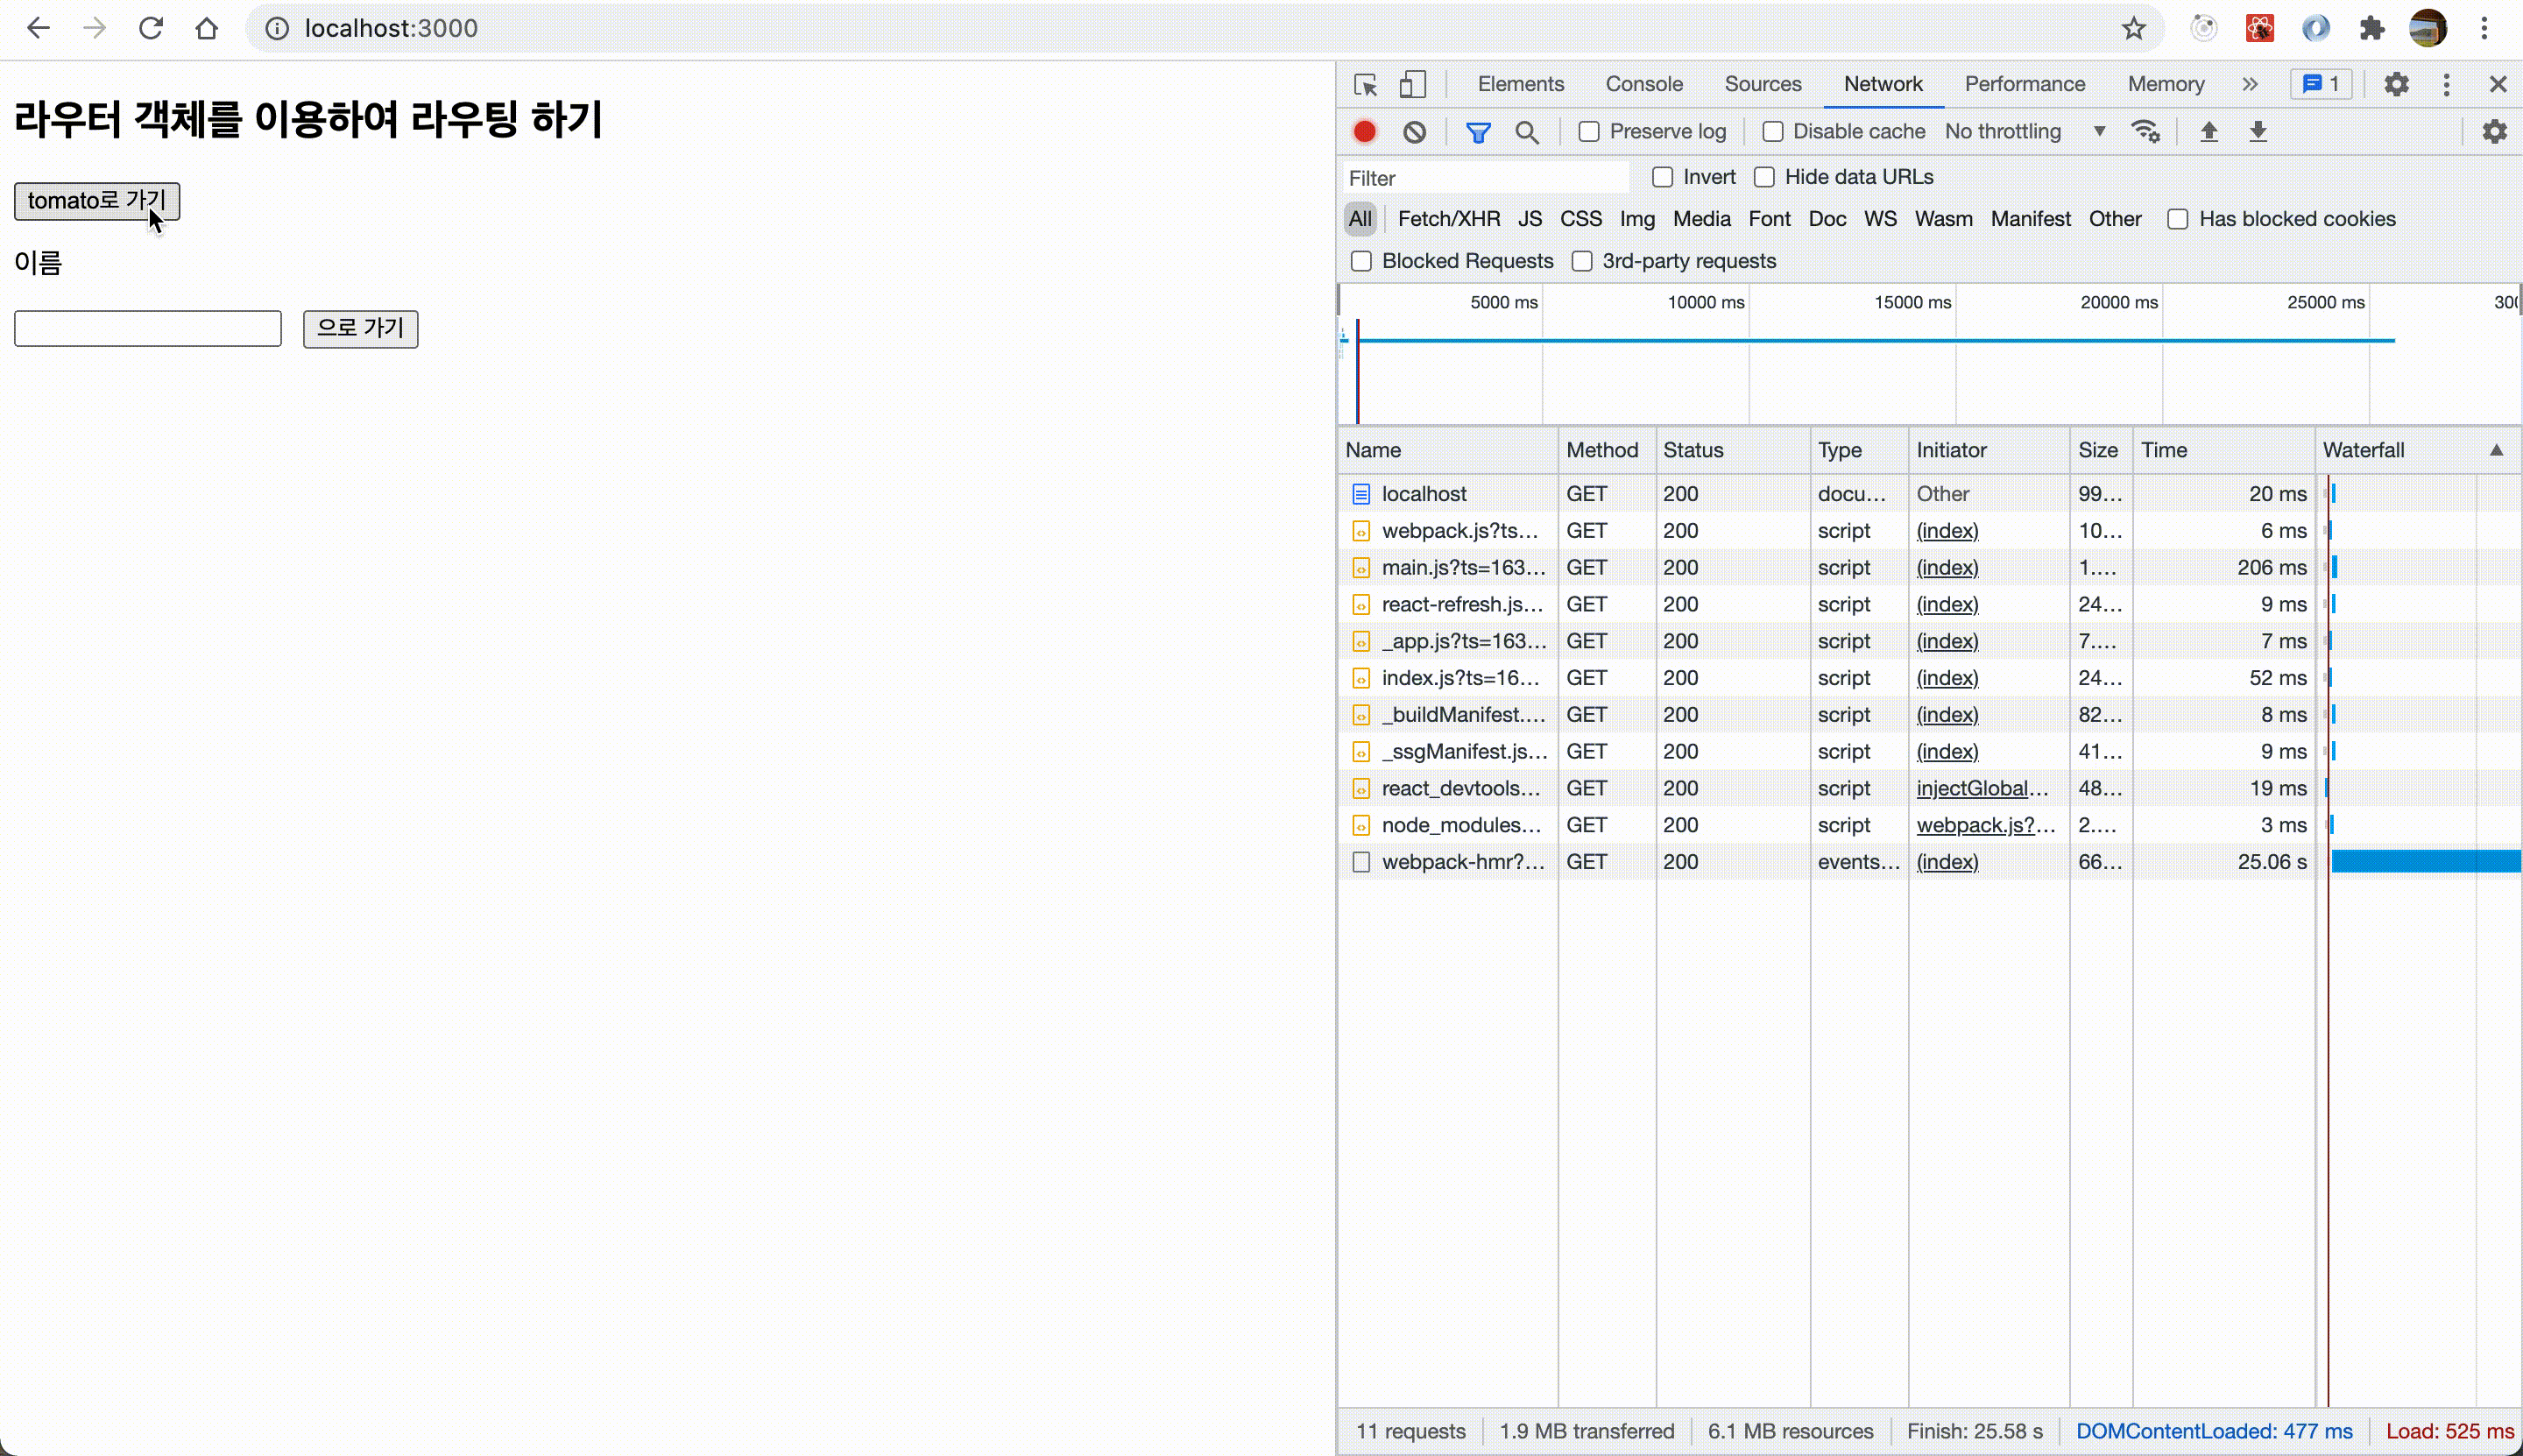 localhost:3000
라우터 객체를 이용하여 라우팅 하기
tomato로 가기
이름
으로 가기
Elements Console Sources Network Performance Memory 1
Preserve log Disable cache No throttling
Filter Invert Hide data URLs
All Fetch/XHR JS CSS Img Media Font Doc WS Wasm Manifest Other Has blocked cookies
Blocked Requests 3rd-party requests
5000 ms 10000 ms 15000 ms 20000 ms 25000 ms
Name Method Status Type Initiator Size Time Waterfall
localhost GET 200 docu... Other 99... 20 ms
webpack.js?ts... GET 200 script (index) 10... 6 ms
main.js?ts=163... GET 200 script (index) 1.... 206 ms
react-refresh.js... GET 200 script (index) 24... 9 ms
_app.js?ts=163... GET 200 script (index) 7.... 7 ms
index.js?ts=16... GET 200 script (index) 24... 52 ms
_buildManifest.... GET 200 script (index) 82... 8 ms
_ssgManifest.js... GET 200 script (index) 41... 9 ms
react_devtools... GET 200 script injectGlobal... 48... 19 ms
node_modules... GET 200 script webpack.js?... 2.... 3 ms
webpack-hmr?... GET 200 events... (index) 66... 25.06 s
11 requests 1.9 MB transferred 6.1 MB resources Finish: 25.58 s DOMContentLoaded: 477 ms Load: 525 ms